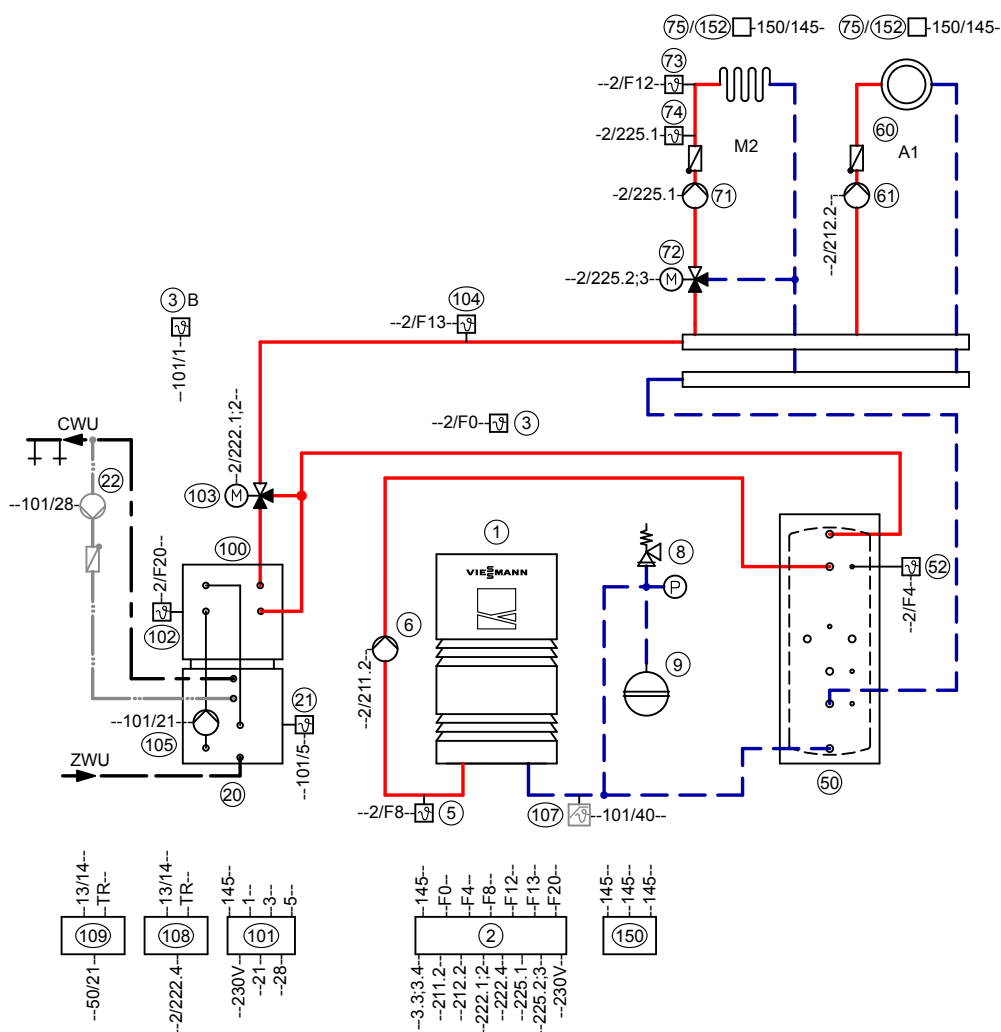 75/152 -150/145-
75/152 -150/145-
73
--2/F12--
74
-2/225.1-
M2
60
A1
-2/225.1-
71
--2/212.2--
61
72
--2/225.2;3--
M
3 B
--101/1--
104
--2/F13--
CWU
--2/222.1;2--
--2/F0--
3
22
--101/28-
103
M
100
1
8
VIESMANN
P
--2/F20--
102
6
--2/211.2--
52
--2/F4--
9
21
--101/21-
105
--101/5---
ZWU
20
50
--2/F8--
5
107
--101/40--
---13/14--
---TR--
---13/14--
---TR--
---145--
---1--
---3--
---5--
---145--
---F0--
---F4--
---F8--
---F12--
---F13--
---F20--
---145--
---145--
---145--
109
108
101
2
150
--50/21---
--2/222.4---
--230V--
--21---
--28---
--3.3;3.4--
--211.2--
--212.2---
-222.1;2--
--222.4---
--225.1---
-225.2;3--
--230V---